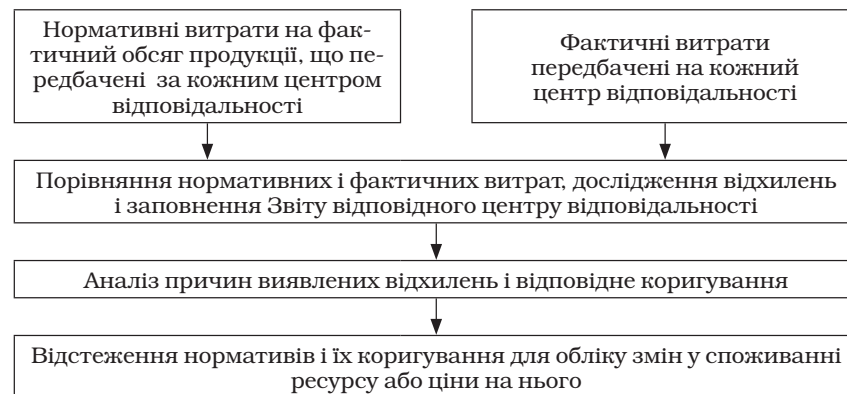 Нормативні витрати на фак-
тичний обсяг продукції, що пе-
редбачені за кожним центром
відповідальності
Фактичні витрати
передбачені на кожний
центр відповідальності
Порівняння нормативних і фактичних витрат, дослідження відхилень
і заповнення Звіту відповідного центру відповідальності
Аналіз причин виявлених відхилень і відповідне коригування
Відстеження нормативів і їх коригування для обліку змін у споживанні
ресурсу або ціни на нього